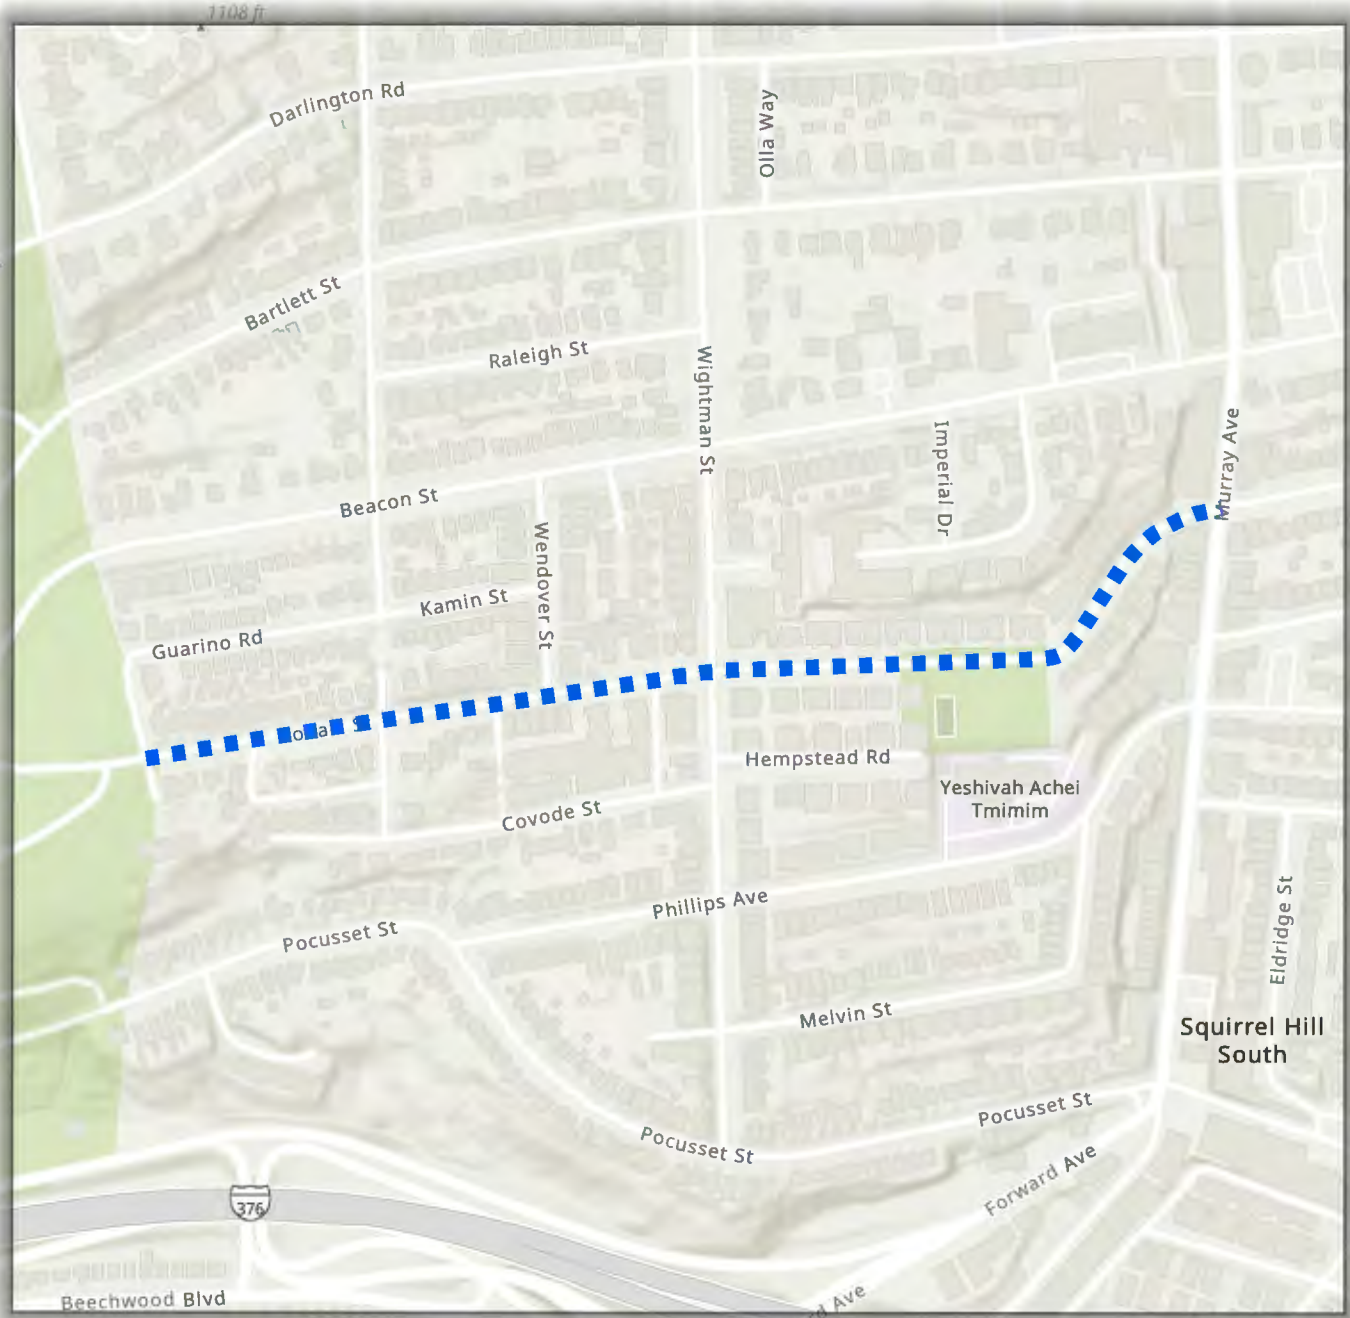 1108 ft
Darlington Rd
Olla Way
Bartlett St
Raleigh St
Wightman St
Imperial Dr
Murray Ave
Beacon St
Wendover St
Kamin St
Guarino Rd
Hempstead Rd
Yeshivah Achei
Tmimim
Covode St
Phillips Ave
Eldridge St
Pocusset St
Melvin St
Squirrel Hill
South
Pocusset St
Pocusset St
Forward Ave
376
Beechwood Blvd
Ave